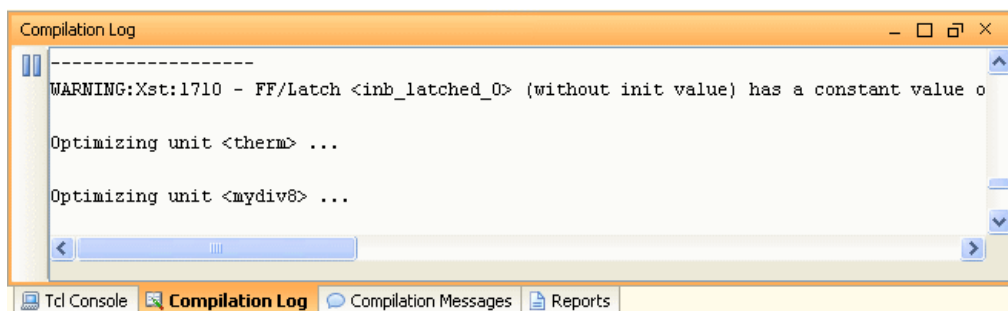 Compilation Log
-------------------
WARNING:Xst:1710 - FF/Latch <inb_latched_0> (without init value) has a constant value o
Optimizing unit <therm> ...
Optimizing unit <mydiv8> ...
Tcl Console Compilation Log Compilation Messages Reports